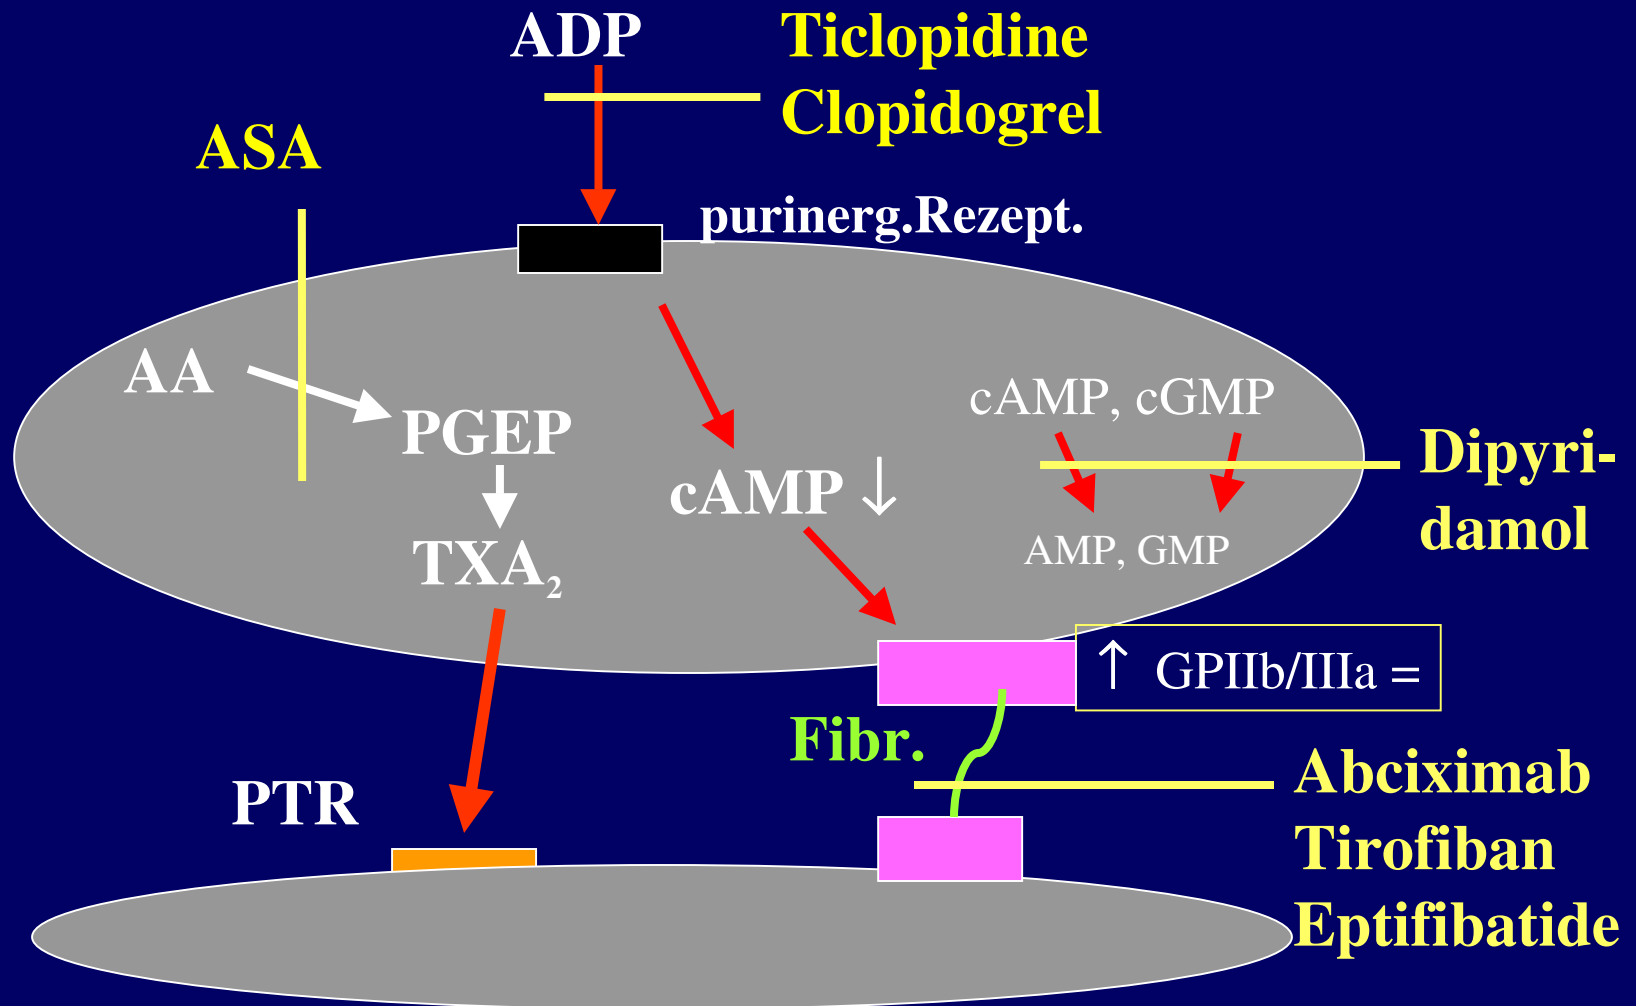 ADP
Ticlopidine
Clopidogrel
ASA
purinerg.Rezept.
AA
PGEP
TXA₂
cAMP ↓
cAMP, cGMP
AMP, GMP
Dipyri-
damol
↑ GPIIb/IIIa =
Fibr.
PTR
Abciximab
Tirofiban
Eptifibatide